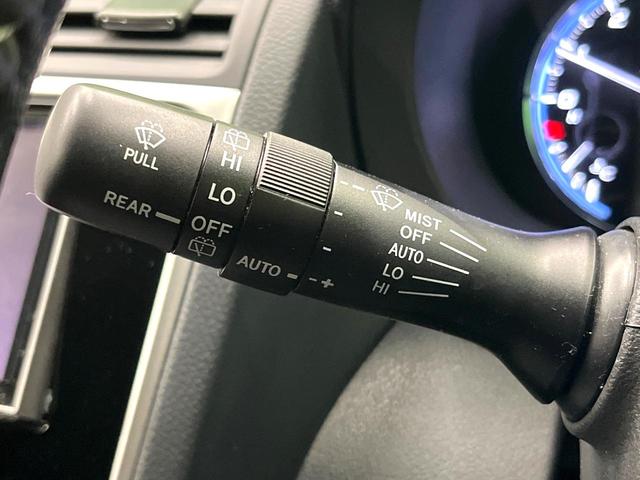 PULL
REAR
HI
LO
OFF
AUTO
- +
MIST
OFF
AUTO
LO
HI